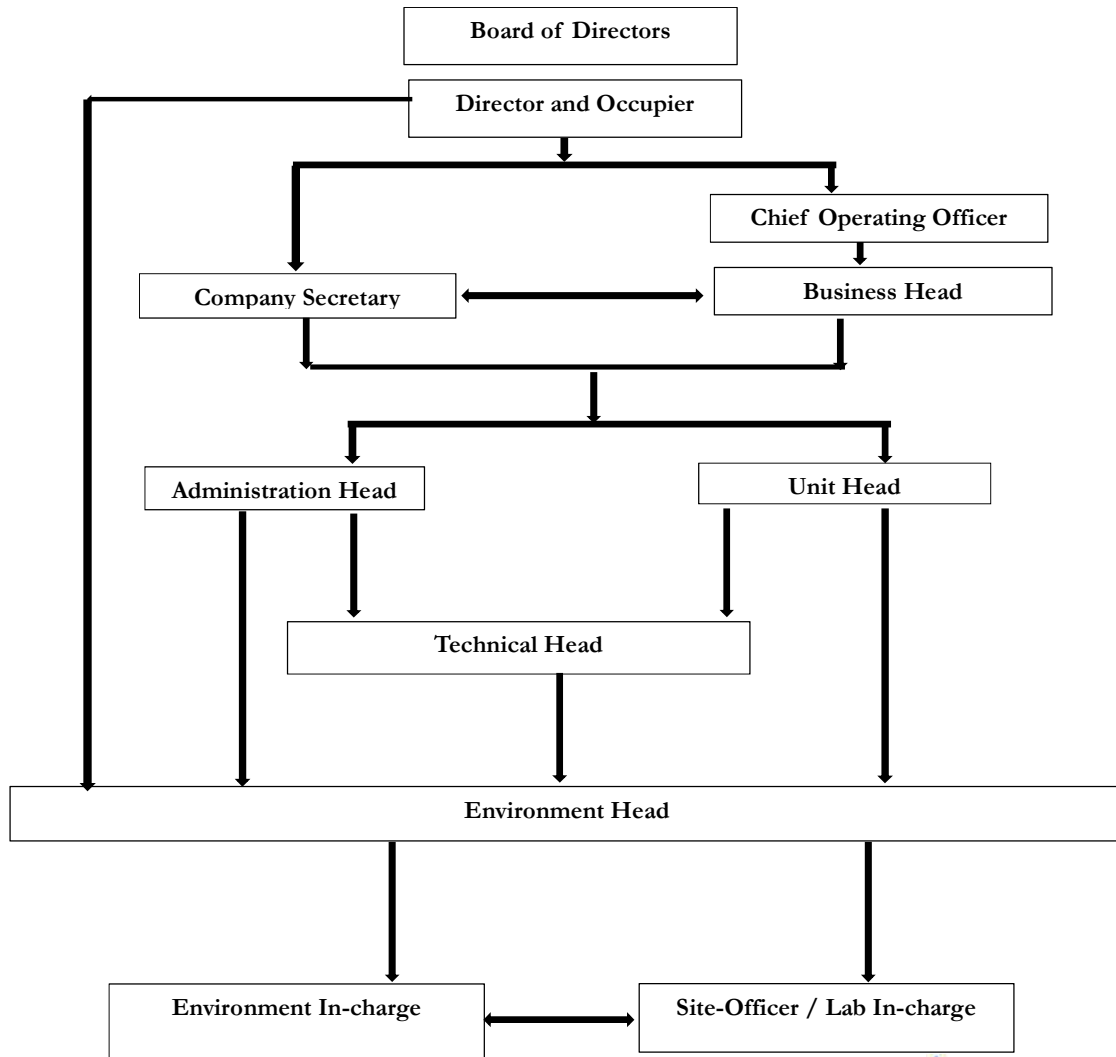 Board of Directors
Director and Occupier
Chief Operating Officer
Company Secretary
Business Head
Administration Head
Unit Head
Technical Head
Environment Head
Environment In-charge
Site-Officer / Lab In-charge